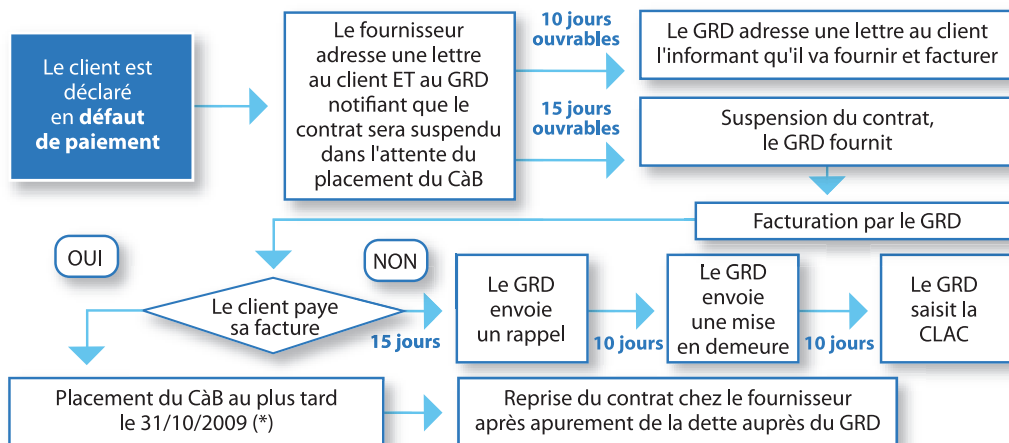 Le client est
déclaré
en défaut
de paiement
Le fournisseur
adresse une lettre
au client ET au GRD
notifiant que le
contrat sera suspendu
dans l'attente du
placement du CàB
10 jours
ouvrables
Le GRD adresse une lettre au client
l'informant qu'il va fournir et facturer
15 jours
ouvrables
Suspension du contrat,
le GRD fournit
Facturation par le GRD
OUI
NON
Le client paye
sa facture
15 jours
Le GRD
envoie
un rappel
10 jours
Le GRD
envoie
une mise
en demeure
10 jours
Le GRD
saisit la
CLAC
Placement du CàB au plus tard
le 31/10/2009 (*)
Reprise du contrat chez le fournisseur
après apurement de la dette auprès du GRD